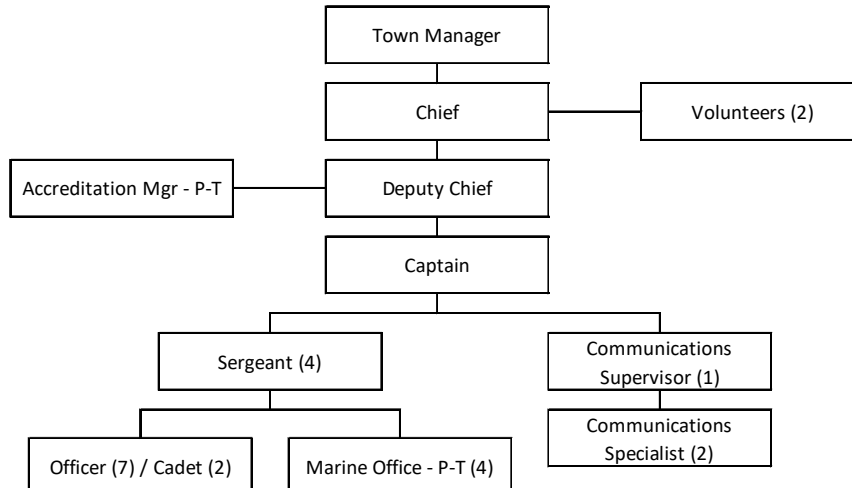 Town Manager
Chief
Volunteers (2)
Accreditation Mgr - P-T
Deputy Chief
Captain
Sergeant (4)
Communications
Supervisor (1)
Officer (7) / Cadet (2)
Marine Office - P-T (4)
Communications
Specialist (2)